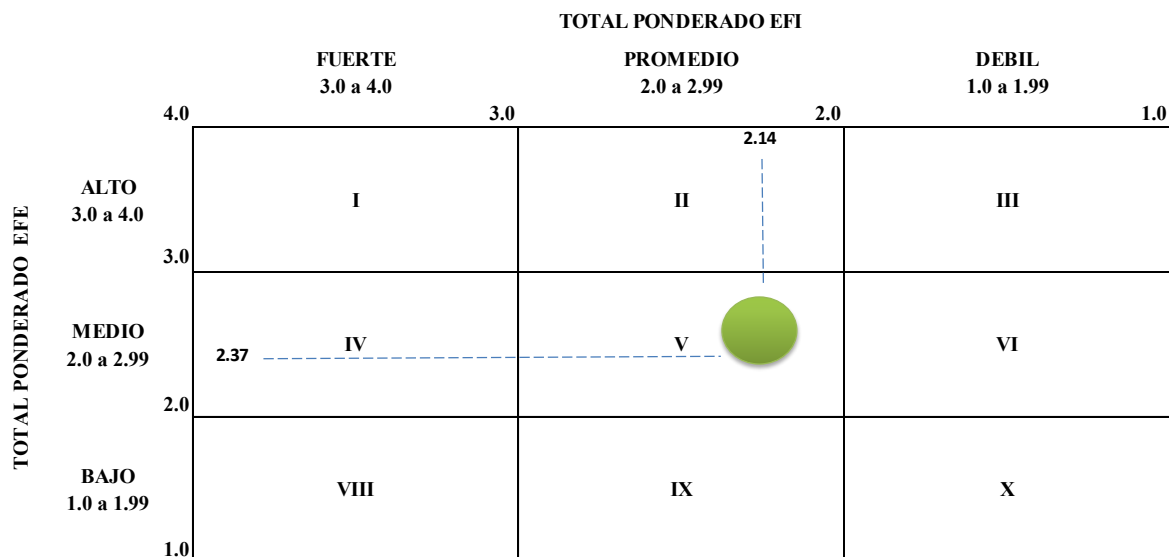 TOTAL PONDERADO EFI
FUERTE
3.0 a 4.0
PROMEDIO
2.0 a 2.99
DEBIL
1.0 a 1.99
4.0
3.0
2.0
1.0
TOTAL PONDERADO EFE
2.14
ALTO
3.0 a 4.0
I
II
III
3.0
MEDIO
2.0 a 2.99
2.37
IV
V
VI
2.0
BAJO
1.0 a 1.99
VIII
IX
X
1.0